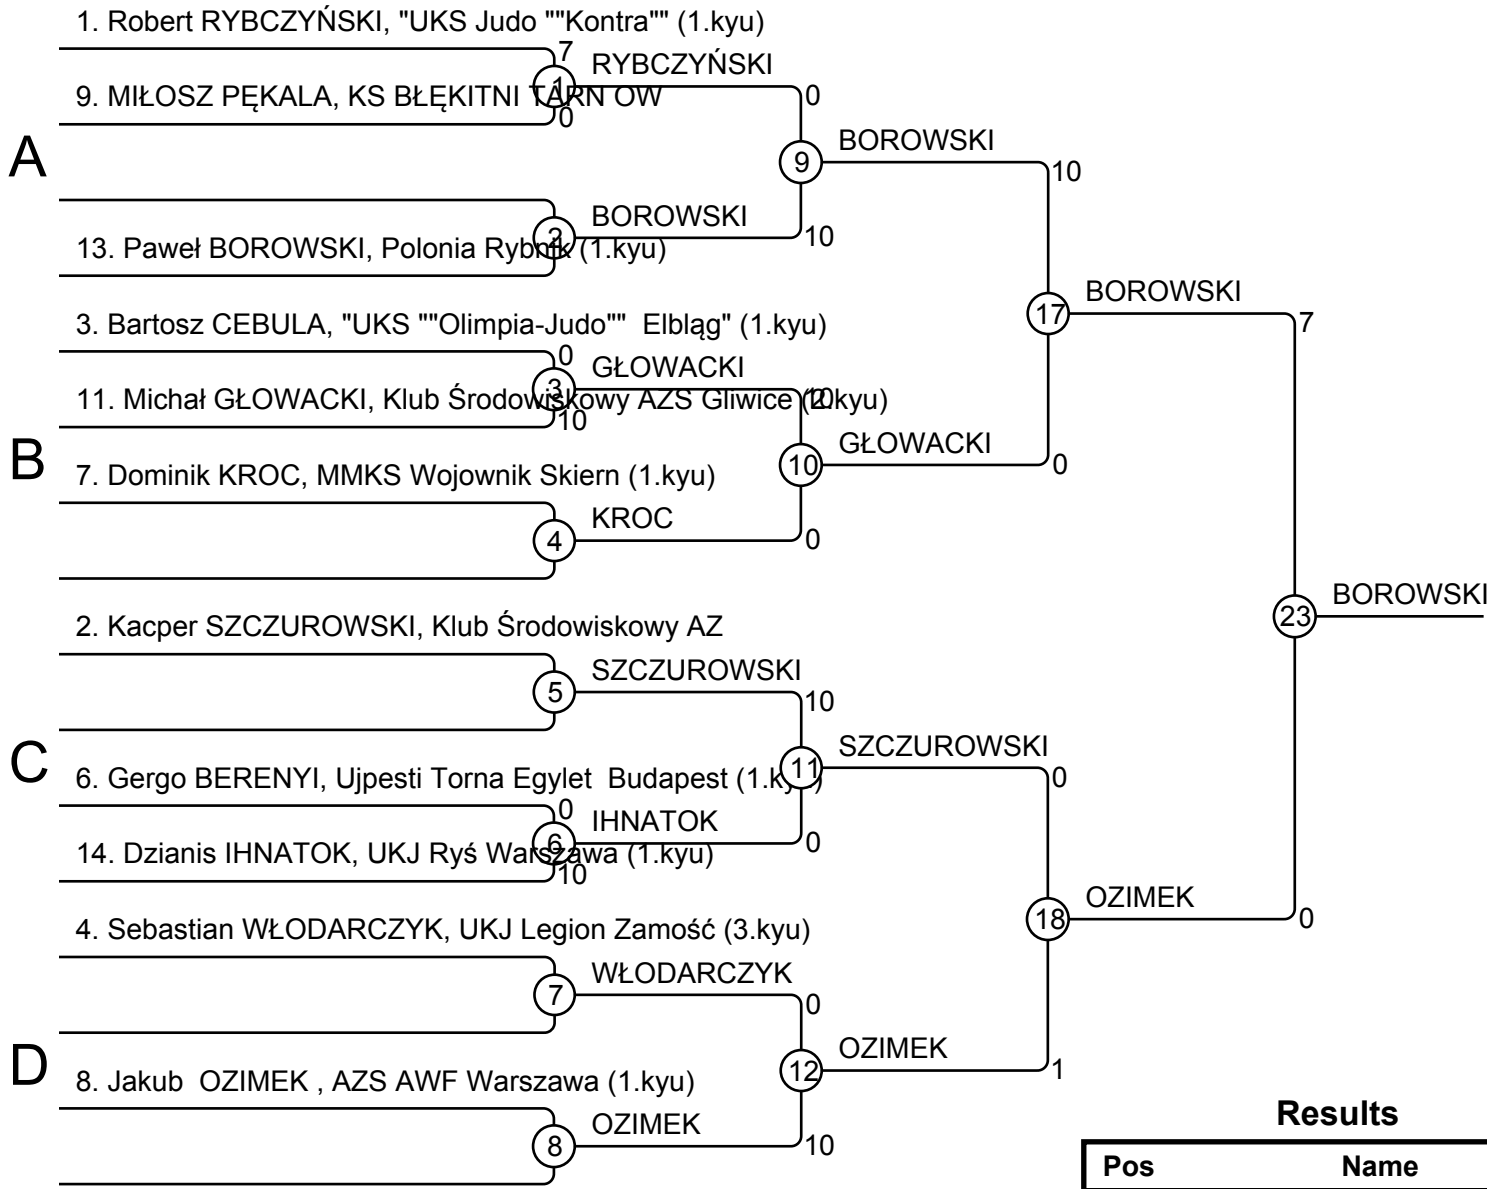 1. Robert RYBCZYŃSKI, "UKS Judo ""Kontra"" (1.kyu)
7
RYBCZYŃSKI
1
9. MIŁOSZ PĘKALA, KS BŁĘKITNI TARN OW
0
0
A
BOROWSKI
9
10
BOROWSKI
2
10
13. Paweł BOROWSKI, Polonia Rybnik (1.kyu)
BOROWSKI
17
7
3. Bartosz CEBULA, "UKS ""Olimpia-Judo"" Elbląg" (1.kyu)
0
GŁOWACKI
3
10
11. Michał GŁOWACKI, Klub Środowiskowy AZS Gliwice (2.kyu)
10
B
GŁOWACKI
10
0
7. Dominik KROC, MMKS Wojownik Skiern (1.kyu)
KROC
4
0
BOROWSKI
23
2. Kacper SZCZUROWSKI, Klub Środowiskowy AZ
SZCZUROWSKI
5
10
C
SZCZUROWSKI
11
0
6. Gergo BERENYI, Ujpesti Torna Egylet Budapest (1.kyu)
0
IHNATOK
6
0
14. Dzianis IHNATOK, UKJ Ryś Warszawa (1.kyu)
10
OZIMEK
18
0
4. Sebastian WŁODARCZYK, UKJ Legion Zamość (3.kyu)
WŁODARCZYK
7
0
D
OZIMEK
12
1
8. Jakub OZIMEK , AZS AWF Warszawa (1.kyu)
OZIMEK
8
10
Results
Pos Name